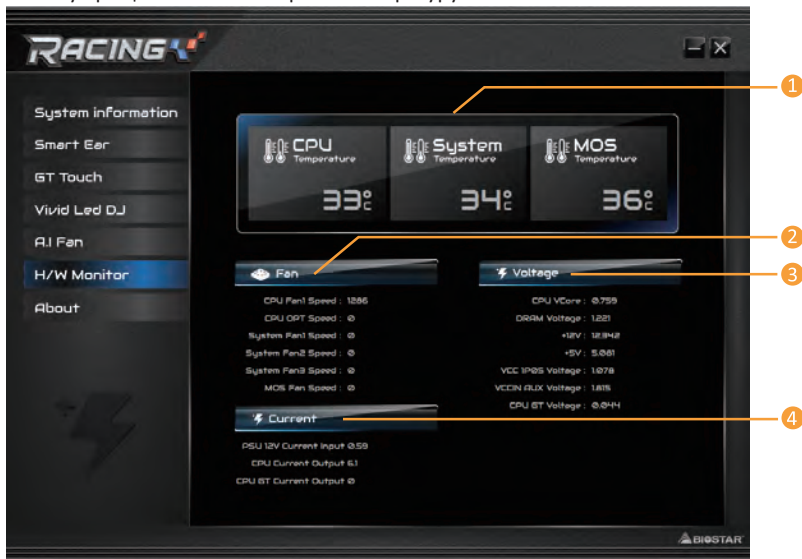 RACING
System information
Smart Ear
GT Touch
Vivid Led DJ
A.I Fan
H/W Monitor
About
CPU
Temperature
33°C
System
Temperature
34°C
MOS
Temperature
36°C
1
2
3
4
Fan
CPU Fan1 Speed : 1286
CPU OPT Speed : 0
System Fan1 Speed : 0
System Fan2 Speed : 0
System Fan3 Speed : 0
MOS Fan Speed : 0
Voltage
CPU VCore : 0.759
DRAM Voltage : 1.221
+12V : 12.342
+5V : 5.081
VCC 1P05 Voltage : 1.078
VCCIN AUX Voltage : 1.815
CPU GT Voltage : 0.044
Current
PSU 12V Current Input 0.59
CPU Current Output 6.1
CPU GT Current Output 0
BIOSTAR